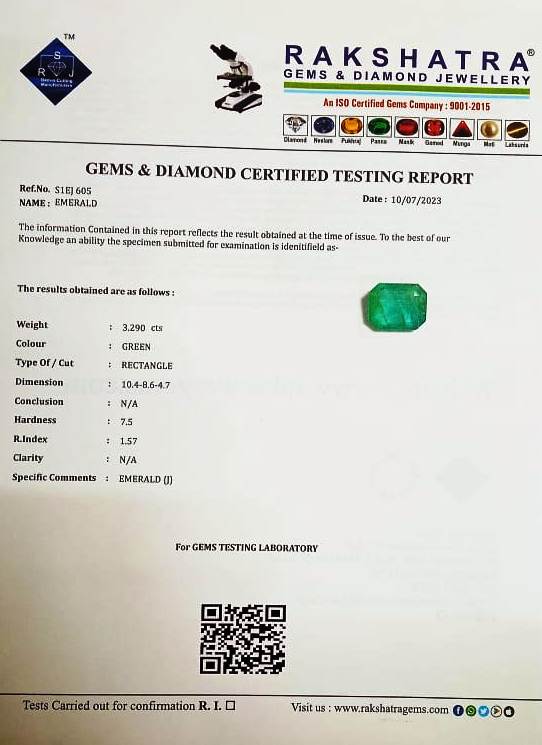 TM
S
R J
RAKSHATRA®
GEMS & DIAMOND JEWELLERY
An ISO Certified Gems Company : 9001-2015
Diamond Neelam Pukhraj Panna Manik Gomed Munga Moti Lahsunia
GEMS & DIAMOND CERTIFIED TESTING REPORT
Ref.No. S1EJ605
NAME : EMERALD
Date : 10/07/2023
The information Contained in this report reflects the result obtained at the time of issue. To the best of our
Knowledge an ability the specimen submitted for examination is idenitifield as-
The results obtained are as follows :
Weight : 3.290 cts
Colour : GREEN
Type Of / Cut : RECTANGLE
Dimension : 10.4-8.6-4.7
Conclusion : N/A
Hardness : 7.5
R.Index : 1.57
Clarity : N/A
Specific Comments : EMERALD (J)
For GEMS TESTING LABORATORY
Tests Carried out for confirmation R. I. ☐
Visit us : www.rakshatragems.com